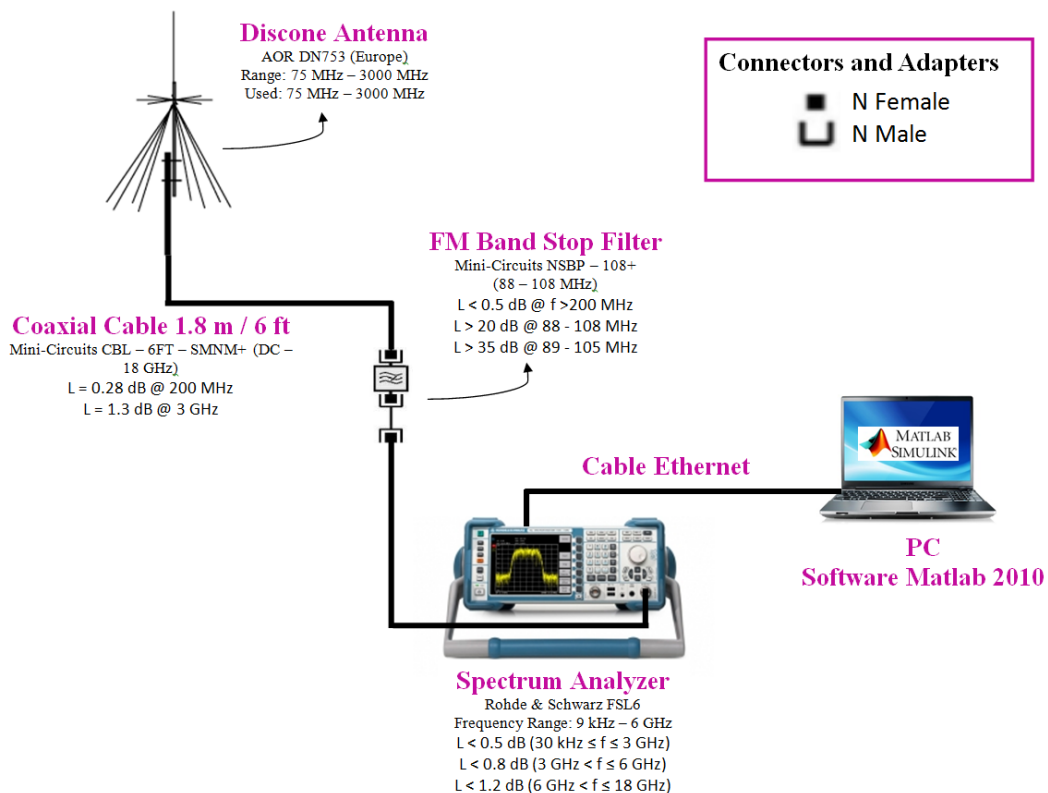 Discone Antenna
AOR DN753 (Europe)
Range: 75 MHz – 3000 MHz
Used: 75 MHz – 3000 MHz
Connectors and Adapters
N Female
N Male
FM Band Stop Filter
Mini-Circuits NSBP – 108+
(88 – 108 MHz)
L < 0.5 dB @ f >200 MHz
L > 20 dB @ 88 - 108 MHz
L > 35 dB @ 89 - 105 MHz
Coaxial Cable 1.8 m / 6 ft
Mini-Circuits CBL – 6FT – SMNM+ (DC –
18 GHz)
L = 0.28 dB @ 200 MHz
L = 1.3 dB @ 3 GHz
Cable Ethernet
MATLAB
SIMULINK
PC
Software Matlab 2010
Spectrum Analyzer
Rohde & Schwarz FSL6
Frequency Range: 9 kHz – 6 GHz
L < 0.5 dB (30 kHz ≤ f ≤ 3 GHz)
L < 0.8 dB (3 GHz < f ≤ 6 GHz)
L < 1.2 dB (6 GHz < f ≤ 18 GHz)